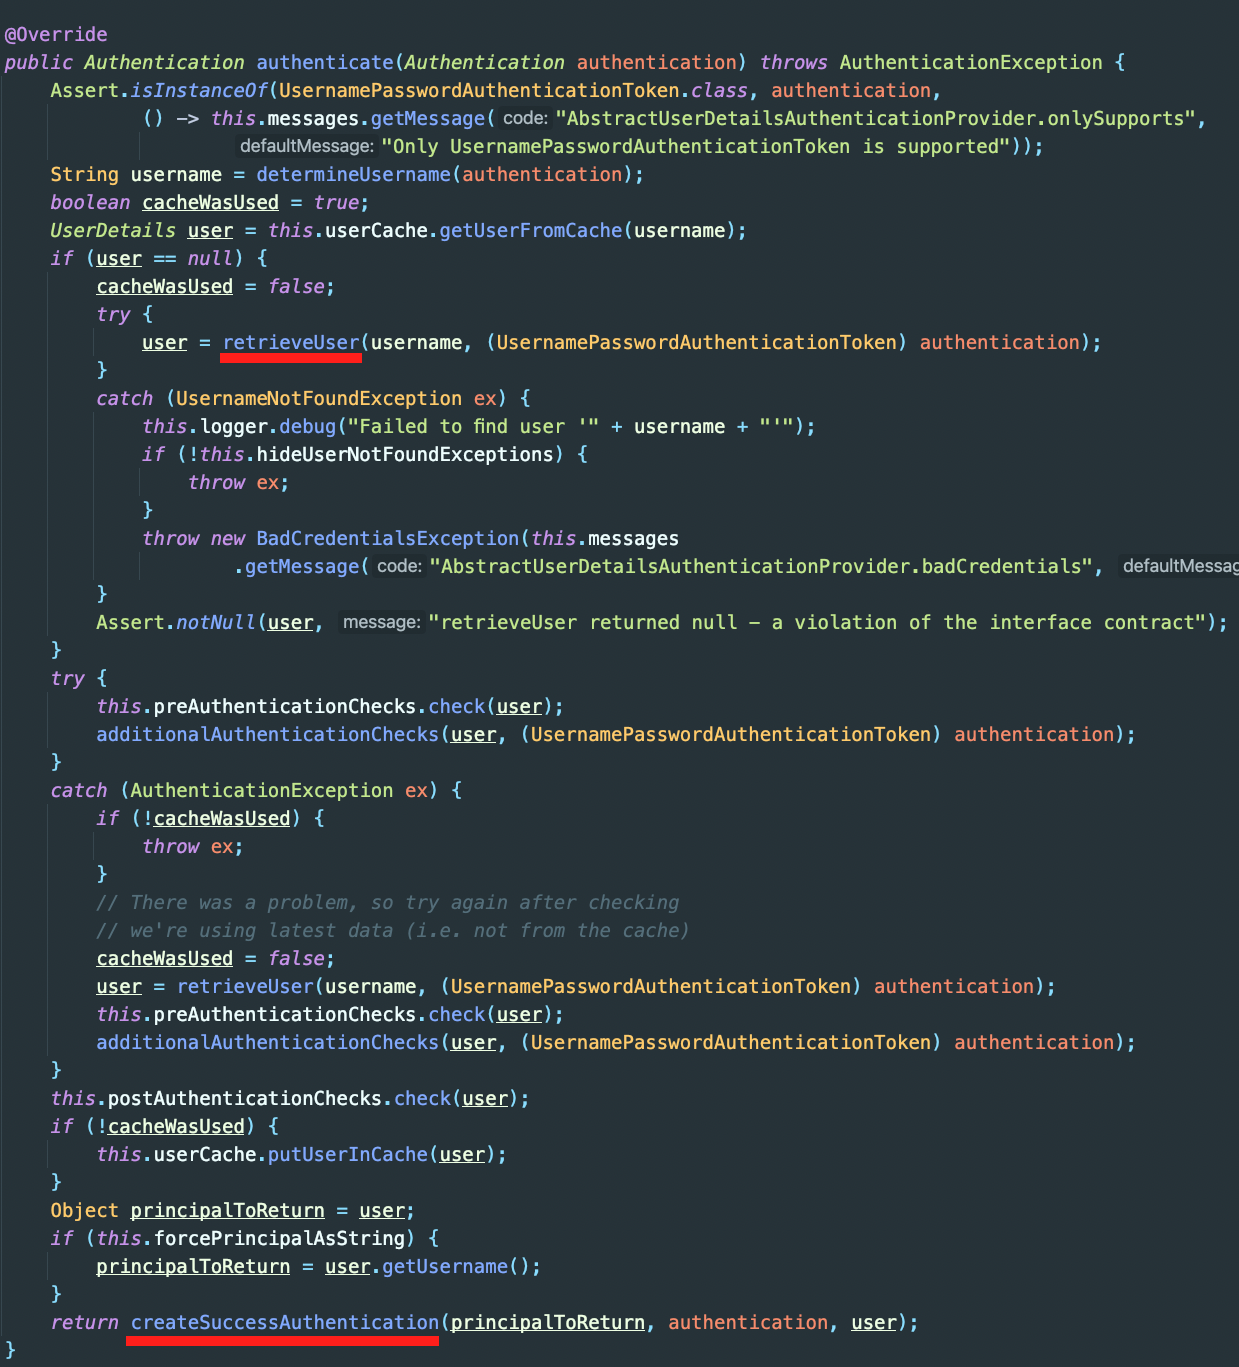 @Override
public Authentication authenticate(Authentication authentication) throws AuthenticationException {
Assert.isInstanceOf(UsernamePasswordAuthenticationToken.class, authentication,
() -> this.messages.getMessage( code: "AbstractUserDetailsAuthenticationProvider.onlySupports",
defaultMessage: "Only UsernamePasswordAuthenticationToken is supported"));
String username = determineUsername(authentication);
boolean cacheWasUsed = true;
UserDetails user = this.userCache.getUserFromCache(username);
if (user == null) {
cacheWasUsed = false;
try {
user = retrieveUser(username, (UsernamePasswordAuthenticationToken) authentication);
}
catch (UsernameNotFoundException ex) {
this.logger.debug("Failed to find user '" + username + "'");
if (!this.hideUserNotFoundExceptions) {
throw ex;
}
throw new BadCredentialsException(this.messages
.getMessage( code: "AbstractUserDetailsAuthenticationProvider.badCredentials", defaultMessag
}
Assert.notNull(user, message: "retrieveUser returned null - a violation of the interface contract");
}
try {
this.preAuthenticationChecks.check(user);
additionalAuthenticationChecks(user, (UsernamePasswordAuthenticationToken) authentication);
}
catch (AuthenticationException ex) {
if (!cacheWasUsed) {
throw ex;
}
// There was a problem, so try again after checking
// we're using latest data (i.e. not from the cache)
cacheWasUsed = false;
user = retrieveUser(username, (UsernamePasswordAuthenticationToken) authentication);
this.preAuthenticationChecks.check(user);
additionalAuthenticationChecks(user, (UsernamePasswordAuthenticationToken) authentication);
}
this.postAuthenticationChecks.check(user);
if (!cacheWasUsed) {
this.userCache.putUserInCache(user);
}
Object principalToReturn = user;
if (this.forcePrincipalAsString) {
principalToReturn = user.getUsername();
}
return createSuccessAuthentication(principalToReturn, authentication, user);
}